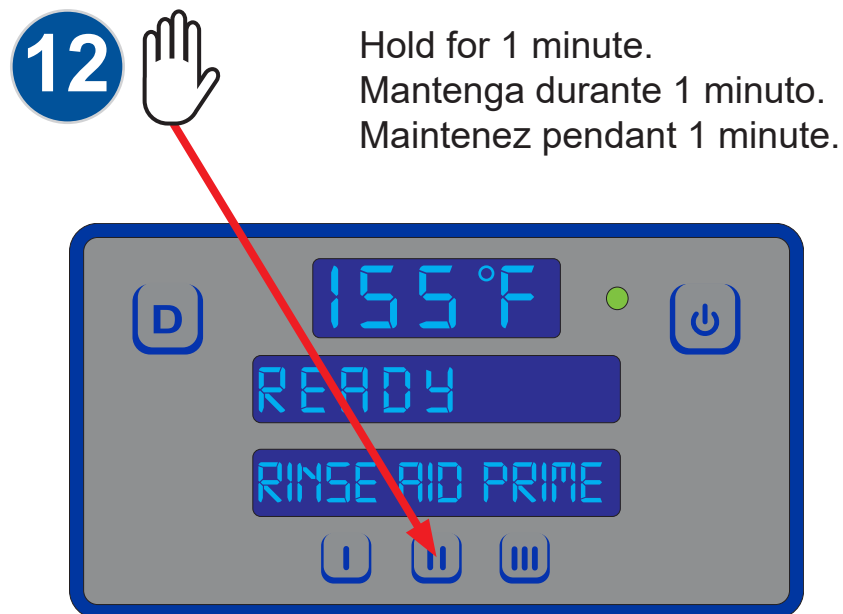 12
Hold for 1 minute.
Mantenga durante 1 minuto.
Maintenez pendant 1 minute.
155°F
D
READY
RINSE AID PRIME
I II III